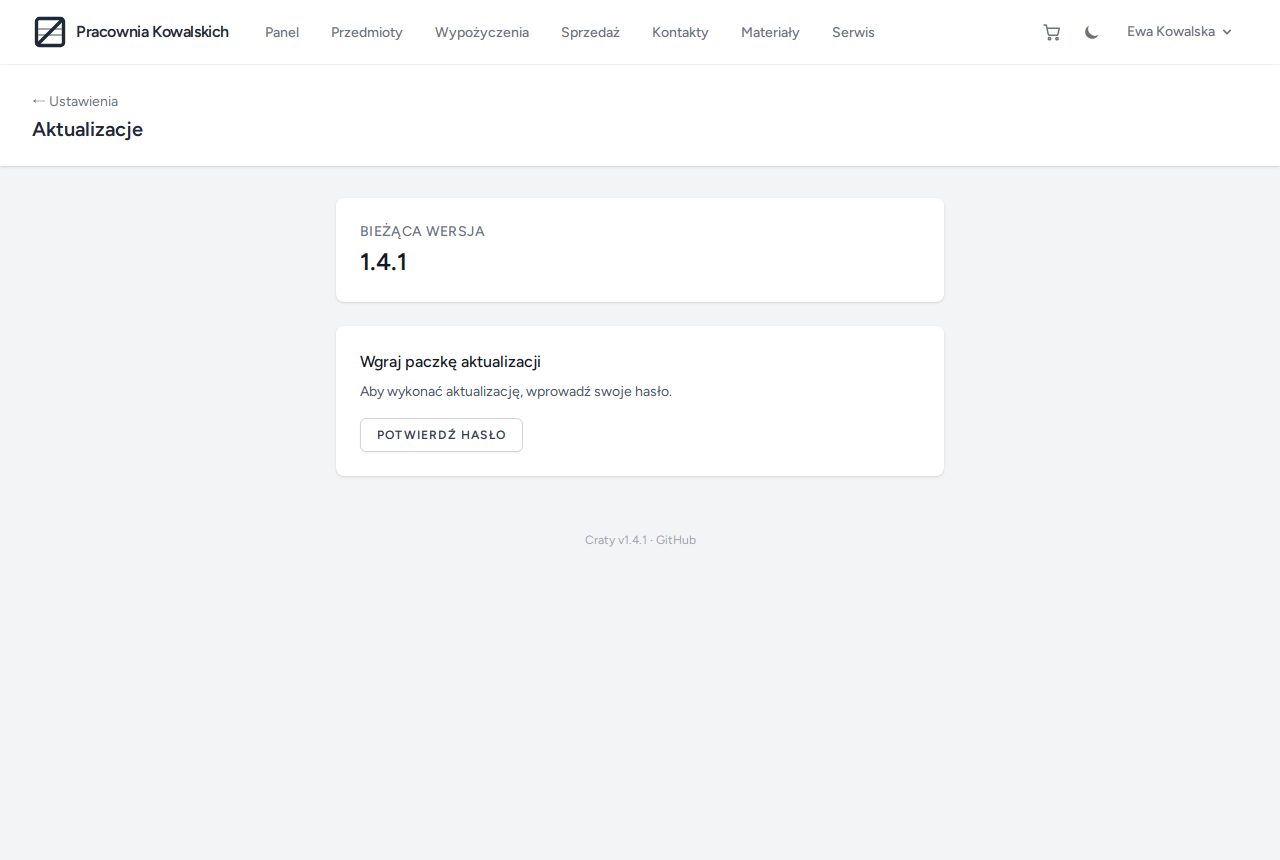 Pracownia Kowalskich Panel Przedmioty Wypożyczenia Sprzedaż Kontakty Materiały Serwis Ewa Kowalska
← Ustawienia
Aktualizacje
BIEŻĄCA WERSJA
1.4.1
Wgraj paczkę aktualizacji
Aby wykonać aktualizację, wprowadź swoje hasło.
POTWIERDŹ HASŁO
Craty v1.4.1 · GitHub